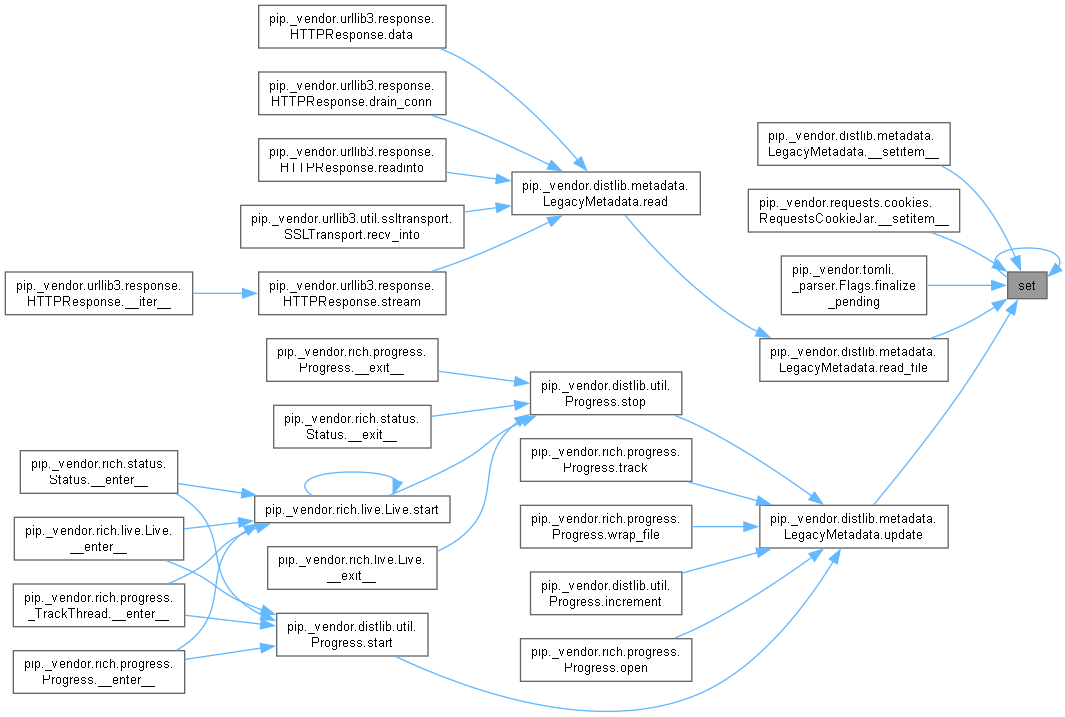 pip._vendor.urllib3.response.
HTTPResponse.data
pip._vendor.urllib3.response.
HTTPResponse.drain_conn
pip._vendor.urllib3.response.
HTTPResponse.readinto
pip._vendor.urllib3.util.ssltransport.
SSLTransport.recv_into
pip._vendor.urllib3.response.
HTTPResponse.__iter__
pip._vendor.urllib3.response.
HTTPResponse.stream
pip._vendor.distlib.metadata.
LegacyMetadata.read
pip._vendor.distlib.metadata.
LegacyMetadata.__setitem__
pip._vendor.requests.cookies.
RequestsCookieJar.__setitem__
pip._vendor.tomli.
_parser.Flags.finalize
_pending
set
pip._vendor.distlib.metadata.
LegacyMetadata.read_file
pip._vendor.rich.progress.
Progress.__exit__
pip._vendor.rich.status.
Status.__exit__
pip._vendor.distlib.util.
Progress.stop
pip._vendor.rich.progress.
Progress.track
pip._vendor.rich.status.
Status.__enter__
pip._vendor.rich.live.Live.start
pip._vendor.rich.live.Live.
__enter__
pip._vendor.rich.progress.
Progress.wrap_file
pip._vendor.distlib.metadata.
LegacyMetadata.update
pip._vendor.rich.live.Live.
__exit__
pip._vendor.distlib.util.
Progress.increment
pip._vendor.rich.progress.
_TrackThread.__enter__
pip._vendor.distlib.util.
Progress.start
pip._vendor.rich.progress.
Progress.open
pip._vendor.rich.progress.
Progress.__enter__